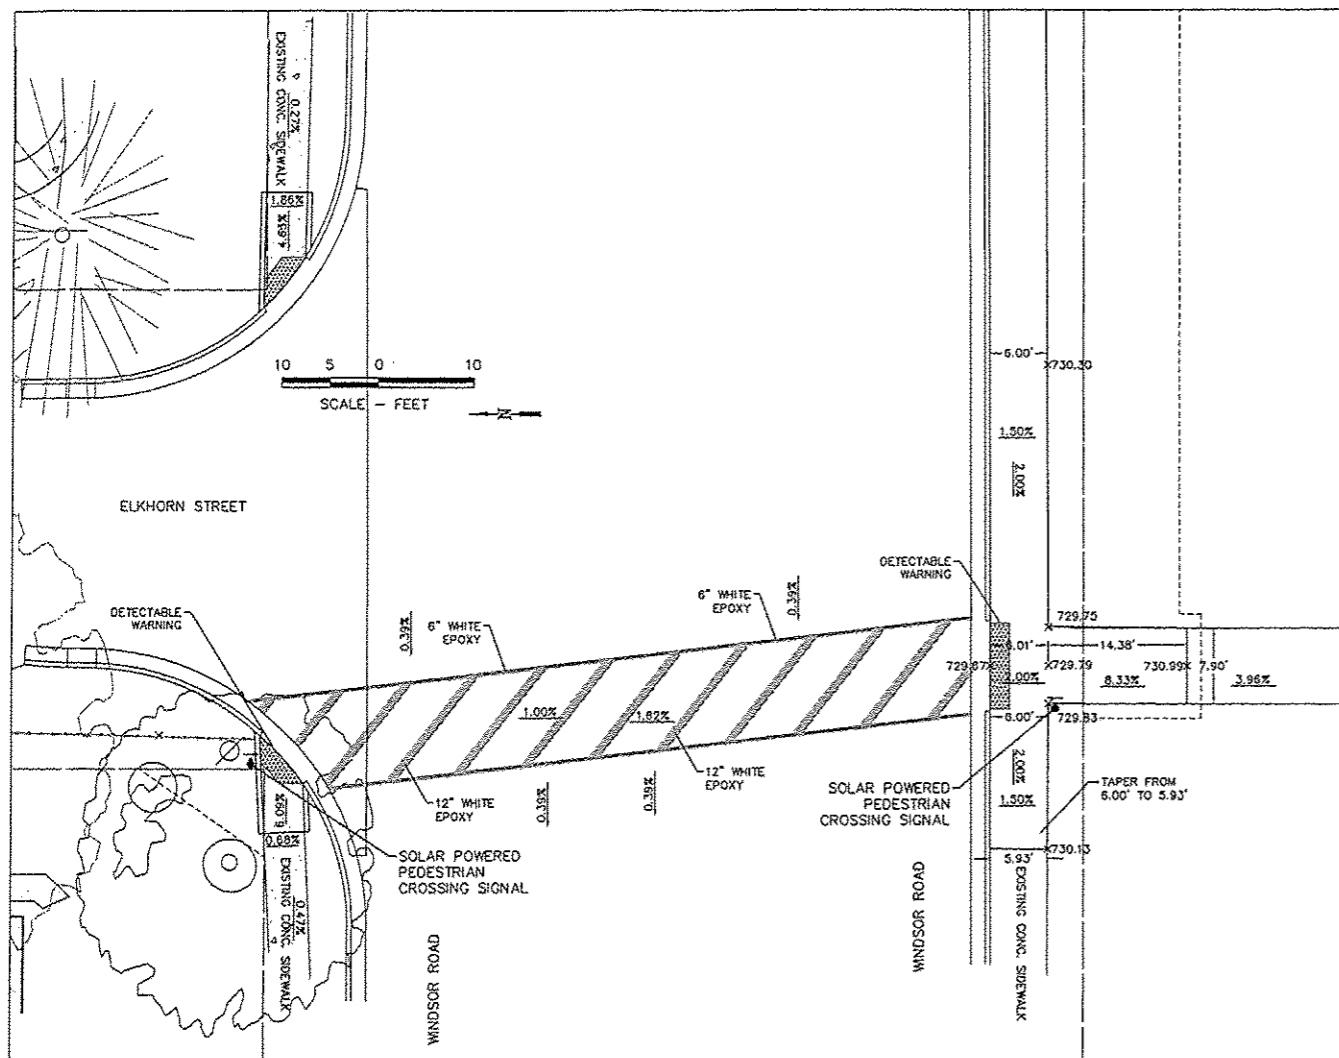 EXISTING CONC. SIDEWALK
0.27%
1.86%
4.65%
10 5 0 10
SCALE - FEET
N
6.00'
730.30
1.50%
2.00%
ELKHORN STREET
DETECTABLE
WARNING
DETECTABLE
WARNING
0.39%
6" WHITE
EPOXY
6" WHITE
EPOXY
0.39%
729.75
6.01'
14.38'
729.67
729.79
730.99
7.90'
2.00%
8.33%
3.96%
1.00%
1.82%
6.00'
729.83
12" WHITE
EPOXY
12" WHITE
EPOXY
0.39%
0.39%
SOLAR POWERED
PEDESTRIAN
CROSSING SIGNAL
2.00%
1.50%
TAPER FROM
6.00' TO 5.93'
6.09%
0.68%
SOLAR POWERED
PEDESTRIAN
CROSSING SIGNAL
730.13
5.93'
EXISTING CONC. SIDEWALK
0.47%
WINDSOR ROAD
WINDSOR ROAD
EXISTING CONC. SIDEWALK